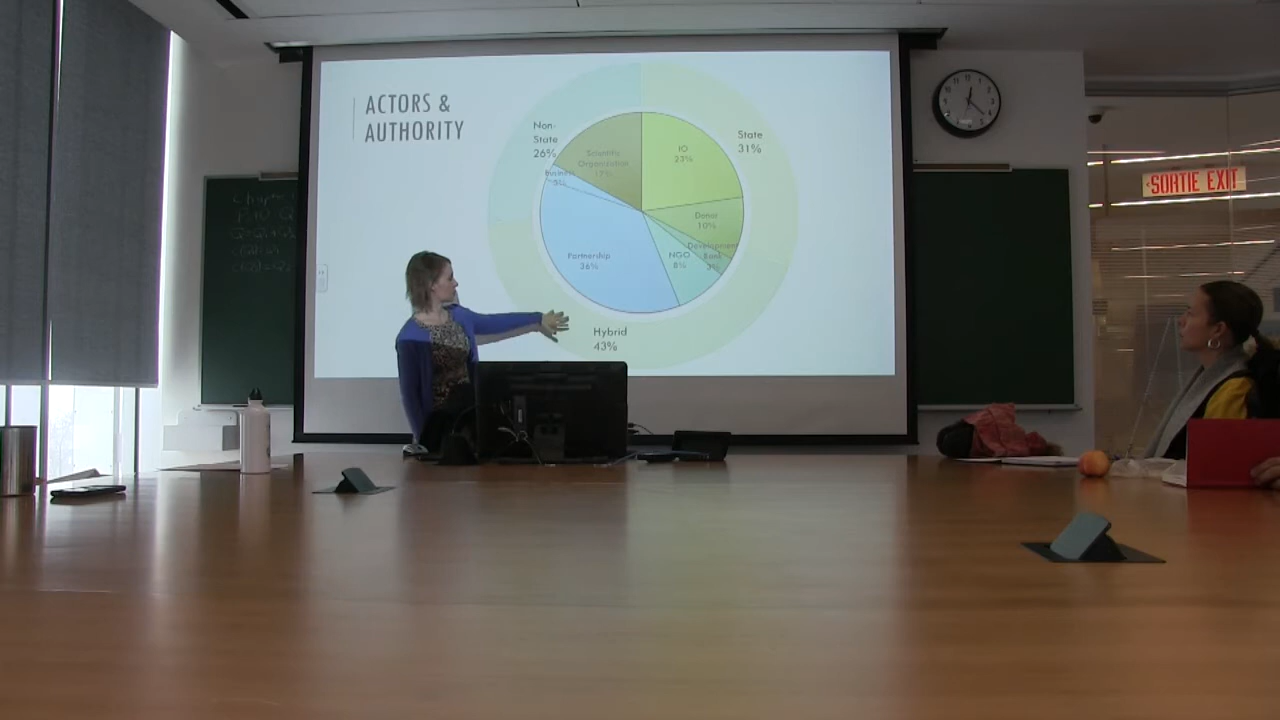 ACTORS &
AUTHORITY
Non-
State
26%
State
31%
Hybrid
43%
Scientific
Organization
17%
IO
23%
Business
5%
Donor
10%
Development
Bank
3%
NGO
8%
Partnership
36%
SORTIE EXIT